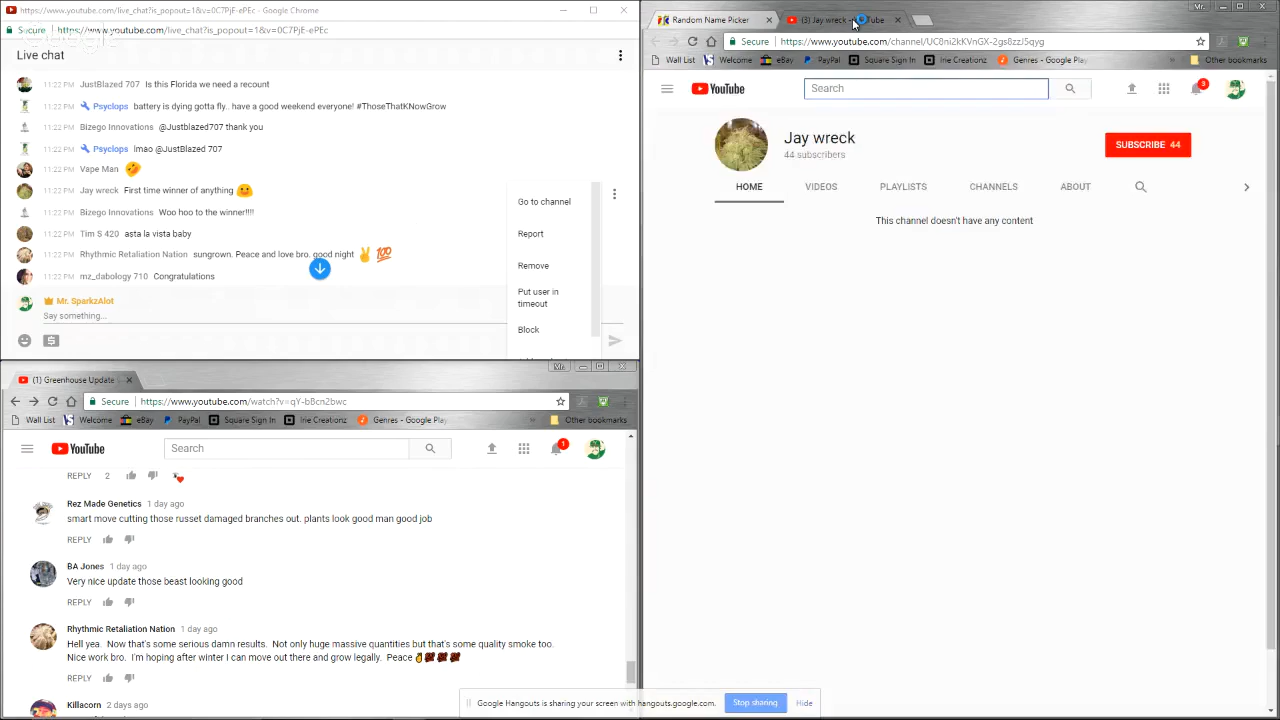 https://www.youtube.com/live_chat?is_popout=1&v=0C7PjE-ePEc - Google Chrome
Secure https://www.youtube.com/live_chat?is_popout=1&v=0C7PjE-ePEc
Live chat
11:22 PM JustBlazed 707 Is this Florida we need a recount
11:22 PM Psyclops battery is dying gotta fly.. have a good weekend everyone! #ThoseThatKNowGrow
11:22 PM Bizego Innovations @Justblazed707 thank you
11:22 PM Psyclops lmao @JustBlazed 707
11:22 PM Vape Man 🤣
11:22 PM Jay wreck First time winner of anything
11:22 PM Bizego Innovations Woo hoo to the winner!!!!
11:22 PM Tim S 420 asta la vista baby
11:22 PM Rhythmic Retaliation Nation sungrown. Peace and love bro. good night ✌ 💯
11:22 PM mz_dabology 710 Congratulations
Mr. SparkzAlot
Say something...
Go to channel
Report
Remove
Put user in
timeout
Block
Random Name Picker
(3) Jay wreck - YouTube
Mr.
Secure https://www.youtube.com/channel/UC8ni2kKVnGX-2gs8zzJ5qyg
Wall List Welcome eBay PayPal Square Sign In Irie Creationz Genres - Google Play » Other bookmarks
YouTube
Search
3
Jay wreck
44 subscribers
SUBSCRIBE 44
HOME VIDEOS PLAYLISTS CHANNELS ABOUT
This channel doesn't have any content
(1) Greenhouse Update
Mr.
Secure https://www.youtube.com/watch?v=qY-bBcn2bwc
Wall List Welcome eBay PayPal Square Sign In Irie Creationz Genres - Google Play » Other bookmarks
YouTube
Search
1
REPLY 2
Rez Made Genetics 1 day ago
smart move cutting those russet damaged branches out. plants look good man good job
REPLY
BA Jones 1 day ago
Very nice update those beast looking good
REPLY
Rhythmic Retaliation Nation 1 day ago
Hell yea. Now that's some serious damn results. Not only huge massive quantities but that's some quality smoke too.
Nice work bro. I'm hoping after winter I can move out there and grow legally. Peace ✌💯💯💯
REPLY
Killacorn 2 days ago
Google Hangouts is sharing your screen with hangouts.google.com.
Stop sharing
Hide